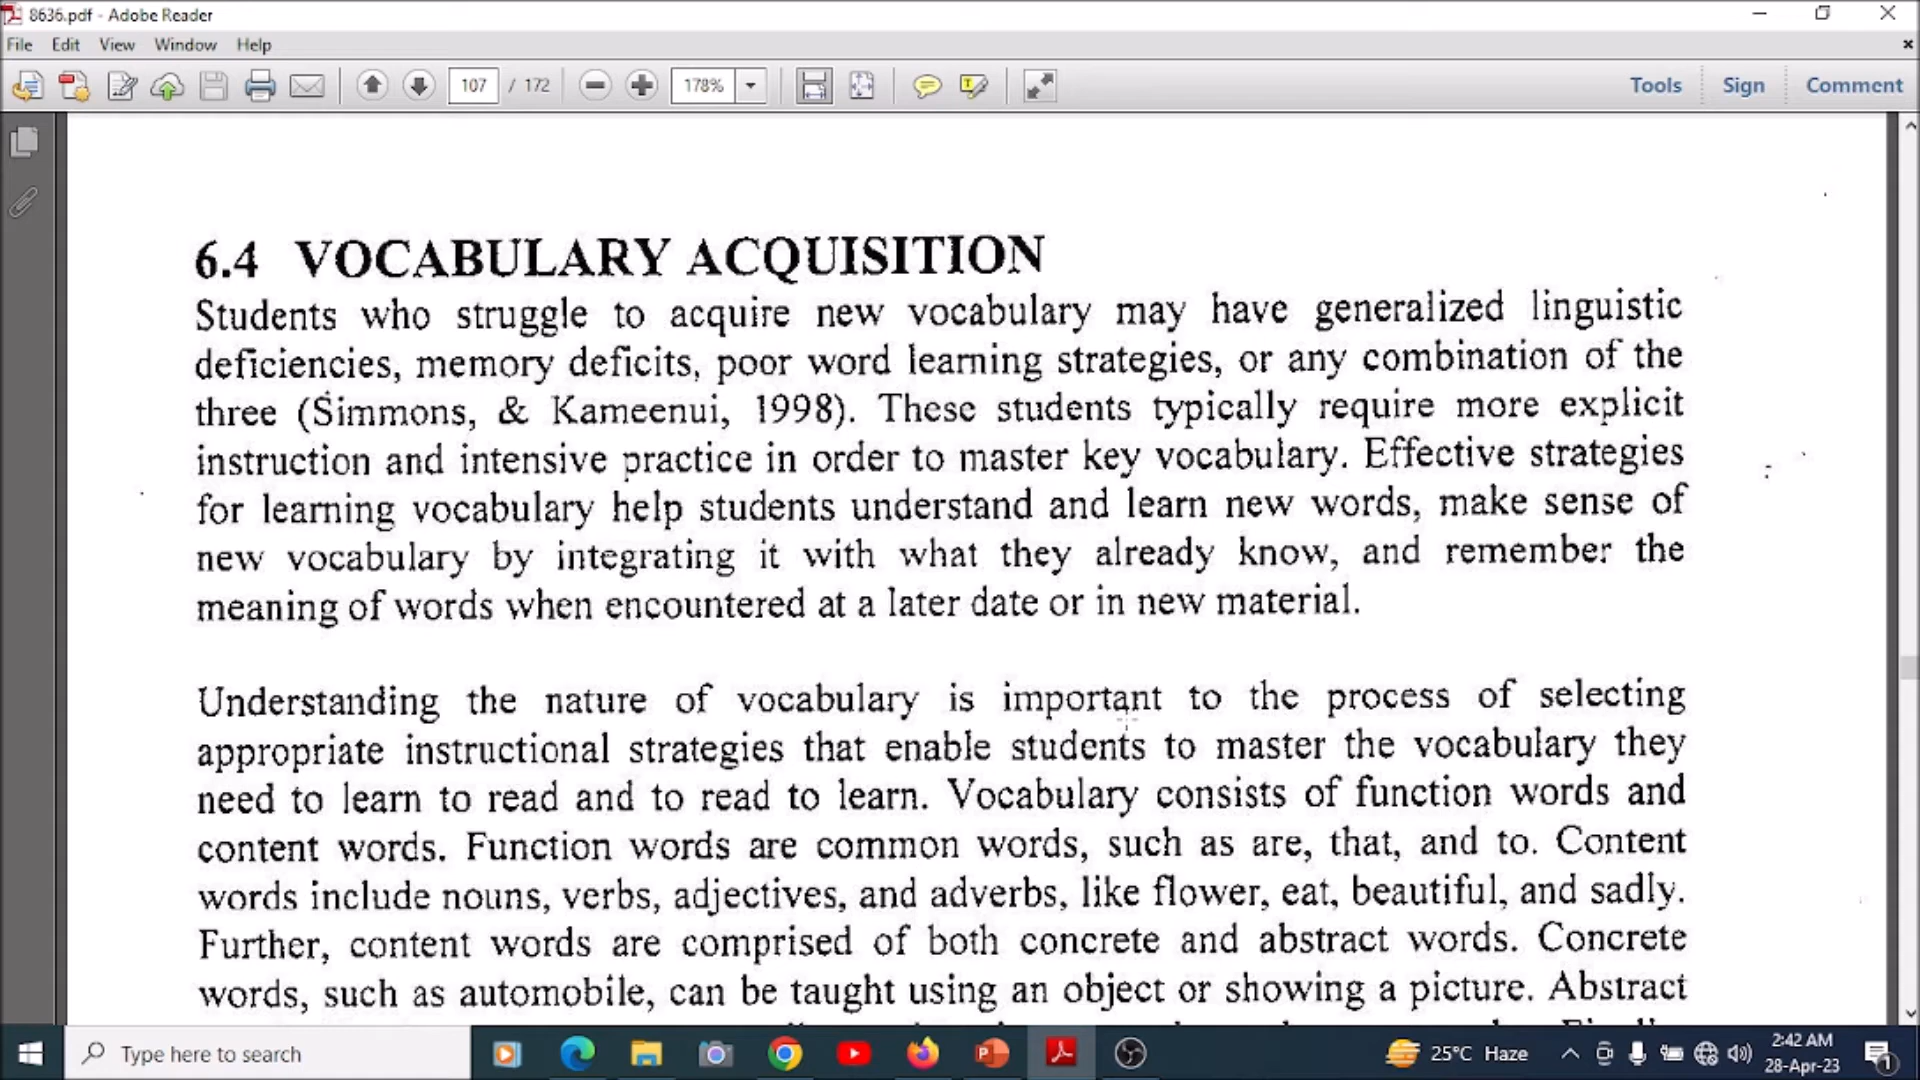 8636.pdf - Adobe Reader
File Edit View Window Help
107 / 172 178% Tools Sign Comment
6.4 VOCABULARY ACQUISITION
Students who struggle to acquire new vocabulary may have generalized linguistic
deficiencies, memory deficits, poor word learning strategies, or any combination of the
three (Simmons, & Kameenui, 1998). These students typically require more explicit
instruction and intensive practice in order to master key vocabulary. Effective strategies
for learning vocabulary help students understand and learn new words, make sense of
new vocabulary by integrating it with what they already know, and remember the
meaning of words when encountered at a later date or in new material.
Understanding the nature of vocabulary is important to the process of selecting
appropriate instructional strategies that enable students to master the vocabulary they
need to learn to read and to read to learn. Vocabulary consists of function words and
content words. Function words are common words, such as are, that, and to. Content
words include nouns, verbs, adjectives, and adverbs, like flower, eat, beautiful, and sadly.
Further, content words are comprised of both concrete and abstract words. Concrete
words, such as automobile, can be taught using an object or showing a picture. Abstract
Type here to search 25°C Haze 2:42 AM
28-Apr-23 1